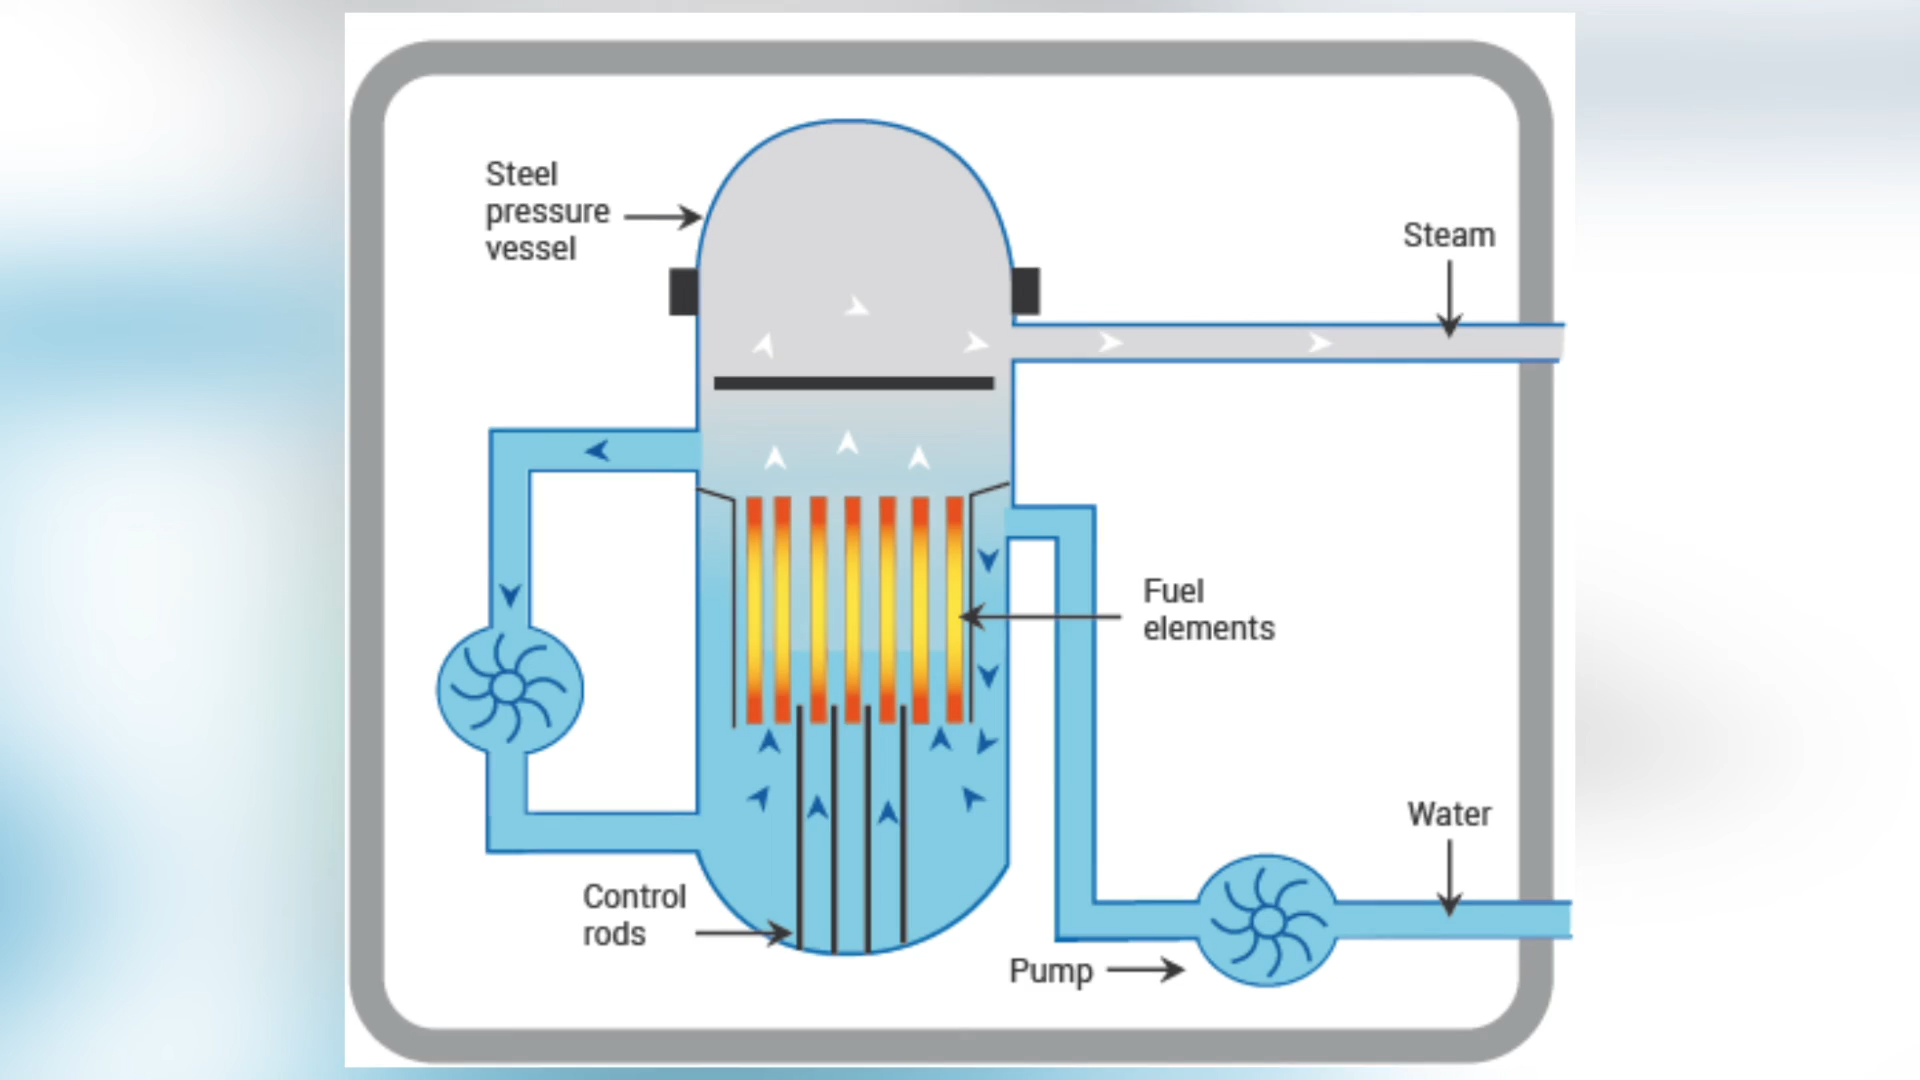 Steel
pressure
vessel
Steam
Fuel
elements
Water
Control
rods
Pump